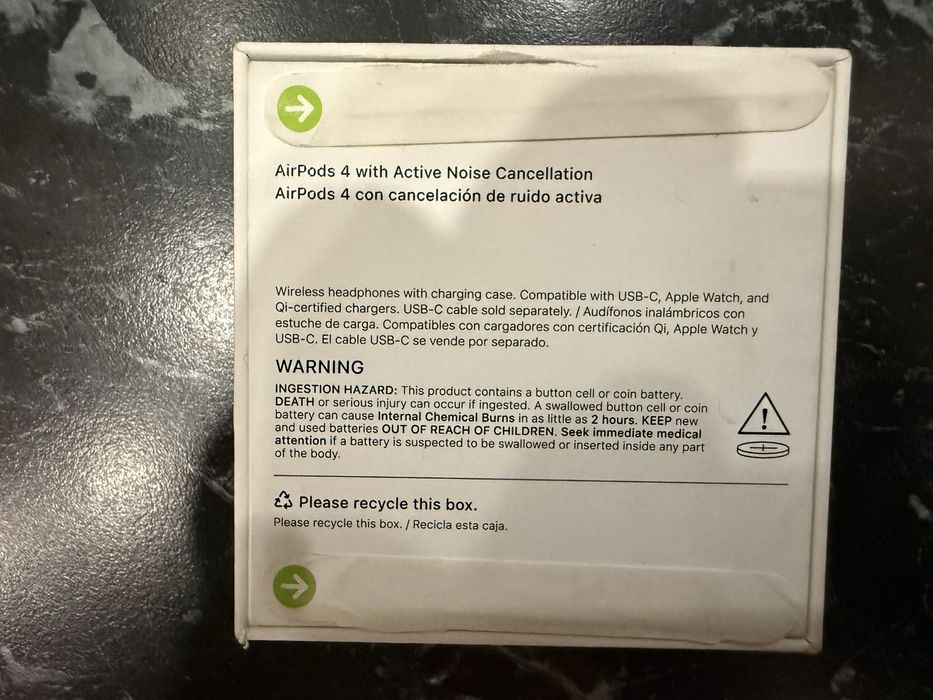 AirPods 4 with Active Noise Cancellation
AirPods 4 con cancelación de ruido activa
Wireless headphones with charging case. Compatible with USB-C, Apple Watch, and
Qi-certified chargers. USB-C cable sold separately. / Audífonos inalámbricos con
estuche de carga. Compatibles con cargadores con certificación Qi, Apple Watch y
USB-C. El cable USB-C se vende por separado.
WARNING
INGESTION HAZARD: This product contains a button cell or coin battery.
DEATH or serious injury can occur if ingested. A swallowed button cell or coin
battery can cause Internal Chemical Burns in as little as 2 hours. KEEP new
and used batteries OUT OF REACH OF CHILDREN. Seek immediate medical
attention if a battery is suspected to be swallowed or inserted inside any part
of the body.
Please recycle this box.
Please recycle this box. / Recicla esta caja.